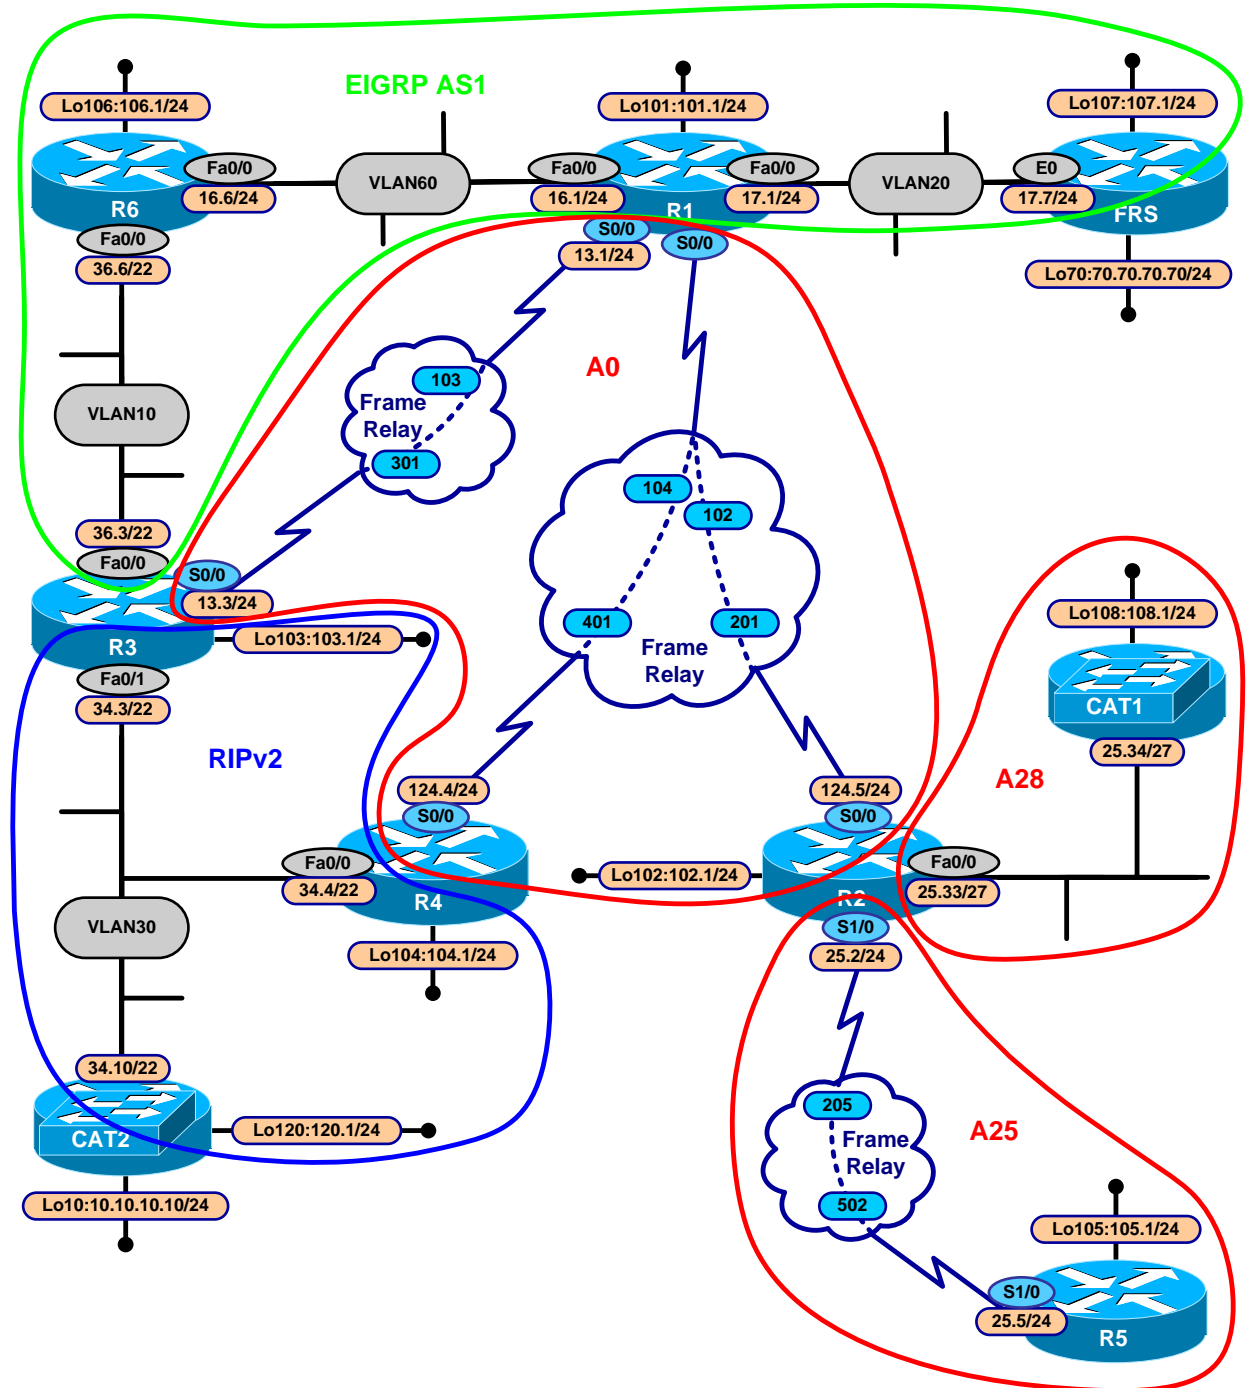 EIGRP AS1
Lo106:106.1/24
Lo101:101.1/24
Lo107:107.1/24
R6
Fa0/0
16.6/24
VLAN60
Fa0/0
16.1/24
R1
Fa0/0
17.1/24
VLAN20
E0
17.7/24
FRS
Fa0/0
36.6/22
S0/0
13.1/24
S0/0
Lo70:70.70.70.70/24
A0
103
Frame
Relay
301
VLAN10
104
102
401
201
Frame
Relay
36.3/22
Fa0/0
S0/0
13.3/24
R3
Lo103:103.1/24
Fa0/1
34.3/22
Lo108:108.1/24
CAT1
25.34/27
A28
RIPv2
124.4/24
S0/0
124.5/24
S0/0
Fa0/0
34.4/22
R4
Lo102:102.1/24
R2
Fa0/0
25.33/27
VLAN30
Lo104:104.1/24
S1/0
25.2/24
34.10/22
CAT2
Lo120:120.1/24
205
Frame
Relay
502
A25
Lo10:10.10.10.10/24
Lo105:105.1/24
S1/0
25.5/24
R5